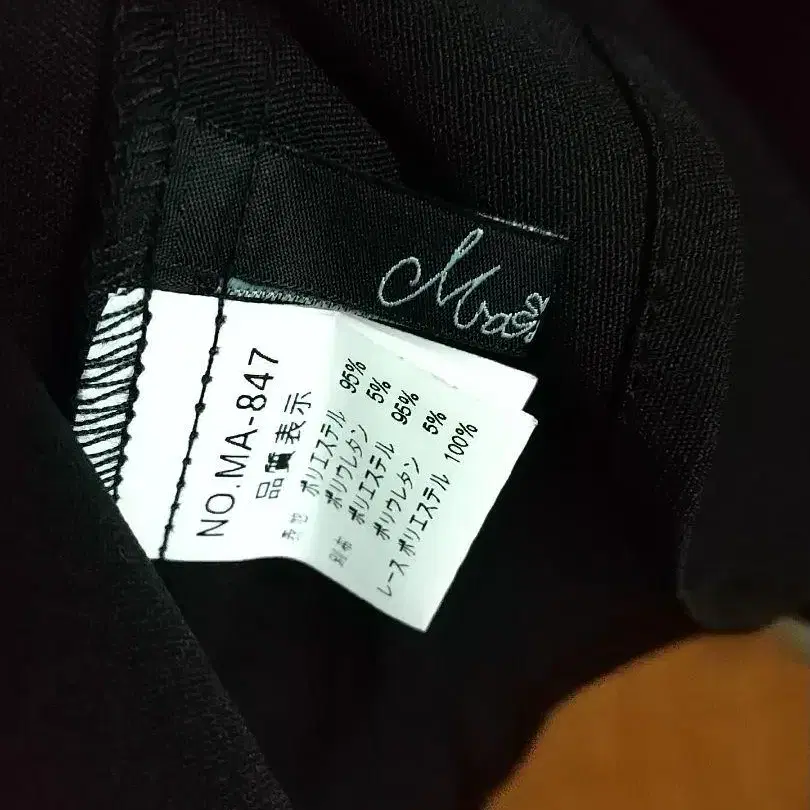 NO.MA-847
品質表示
表地 ポリエステル 95%
ポリウレタン 5%
別布 ポリエステル 95%
ポリウレタン 5%
レース ポリエステル 100%